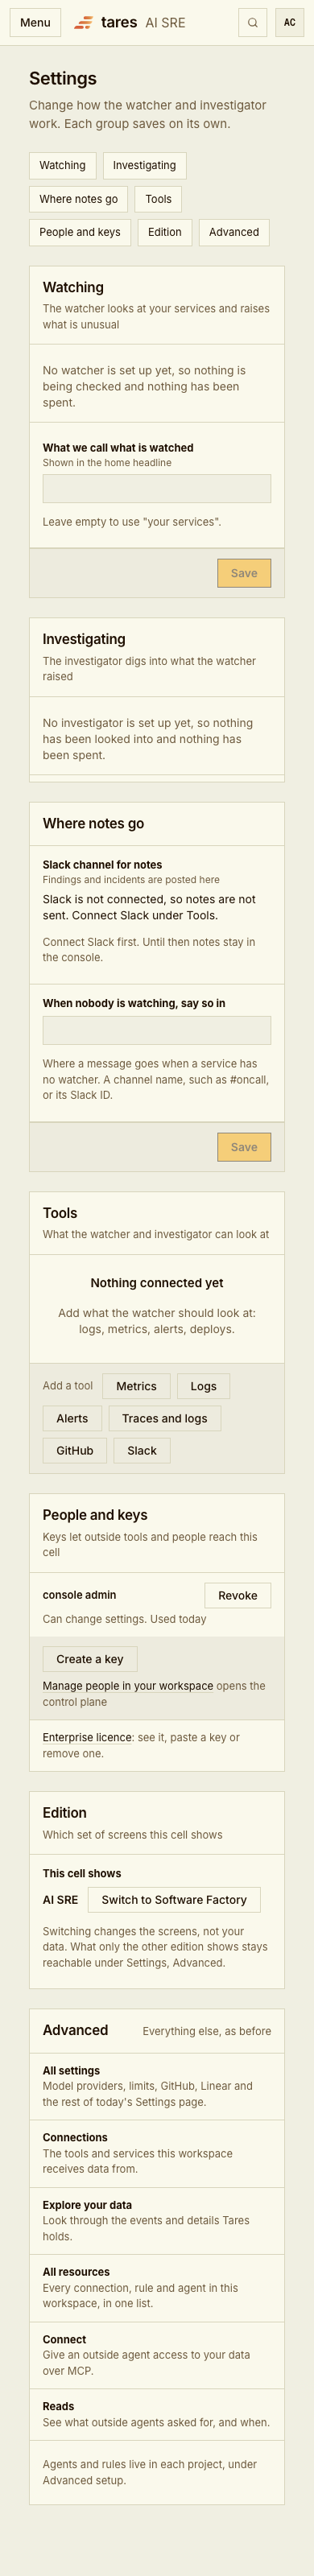 Menu tares AI SRE AC
Settings
Change how the watcher and investigator
work. Each group saves on its own.
Watching Investigating
Where notes go Tools
People and keys Edition Advanced
Watching
The watcher looks at your services and raises
what is unusual
No watcher is set up yet, so nothing is
being checked and nothing has been
spent.
What we call what is watched
Shown in the home headline
Leave empty to use "your services".
Save
Investigating
The investigator digs into what the watcher
raised
No investigator is set up yet, so nothing
has been looked into and nothing has
been spent.
Where notes go
Slack channel for notes
Findings and incidents are posted here
Slack is not connected, so notes are not
sent. Connect Slack under Tools.
Connect Slack first. Until then notes stay in
the console.
When nobody is watching, say so in
Where a message goes when a service has
no watcher. A channel name, such as #oncall,
or its Slack ID.
Save
Tools
What the watcher and investigator can look at
Nothing connected yet
Add what the watcher should look at:
logs, metrics, alerts, deploys.
Add a tool Metrics Logs
Alerts Traces and logs
GitHub Slack
People and keys
Keys let outside tools and people reach this
cell
console admin Revoke
Can change settings. Used today
Create a key
Manage people in your workspace opens the
control plane
Enterprise licence: see it, paste a key or
remove one.
Edition
Which set of screens this cell shows
This cell shows
AI SRE Switch to Software Factory
Switching changes the screens, not your
data. What only the other edition shows stays
reachable under Settings, Advanced.
Advanced Everything else, as before
All settings
Model providers, limits, GitHub, Linear and
the rest of today's Settings page.
Connections
The tools and services this workspace
receives data from.
Explore your data
Look through the events and details Tares
holds.
All resources
Every connection, rule and agent in this
workspace, in one list.
Connect
Give an outside agent access to your data
over MCP.
Reads
See what outside agents asked for, and when.
Agents and rules live in each project, under
Advanced setup.